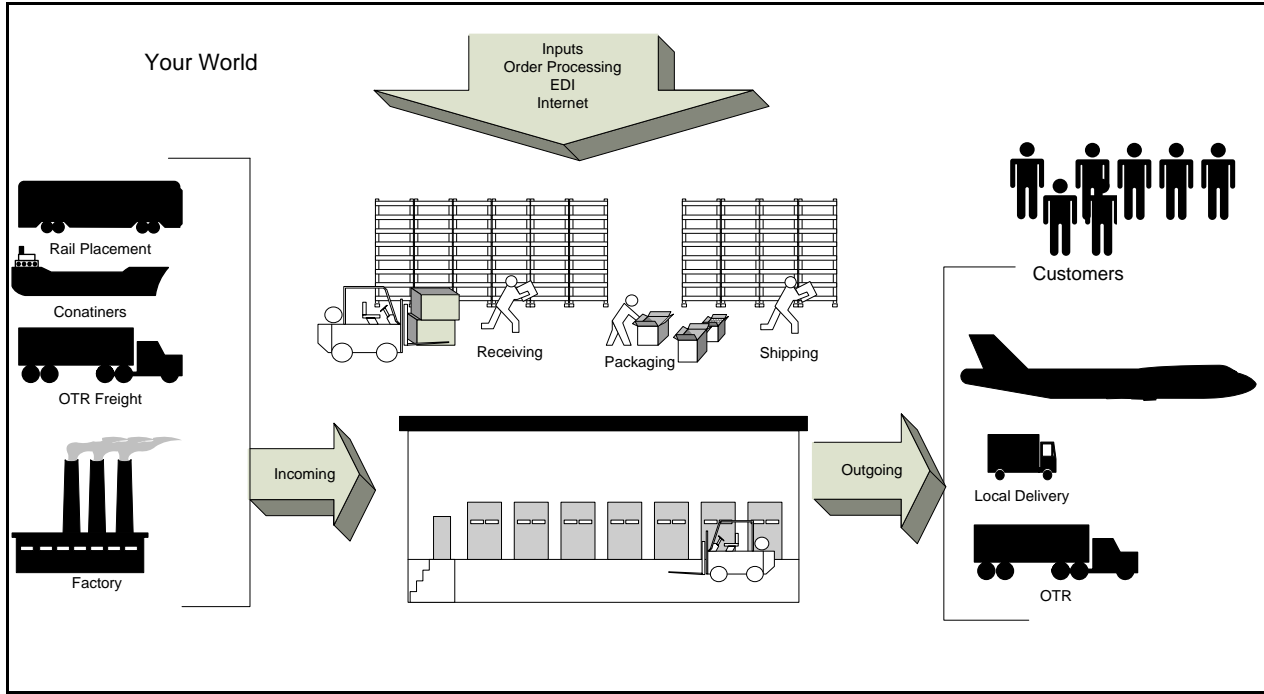 Your World
Inputs
Order Processing
EDI
Internet
Rail Placement
Conatiners
OTR Freight
Factory
Receiving
Packaging
Shipping
Incoming
Outgoing
Customers
Local Delivery
OTR